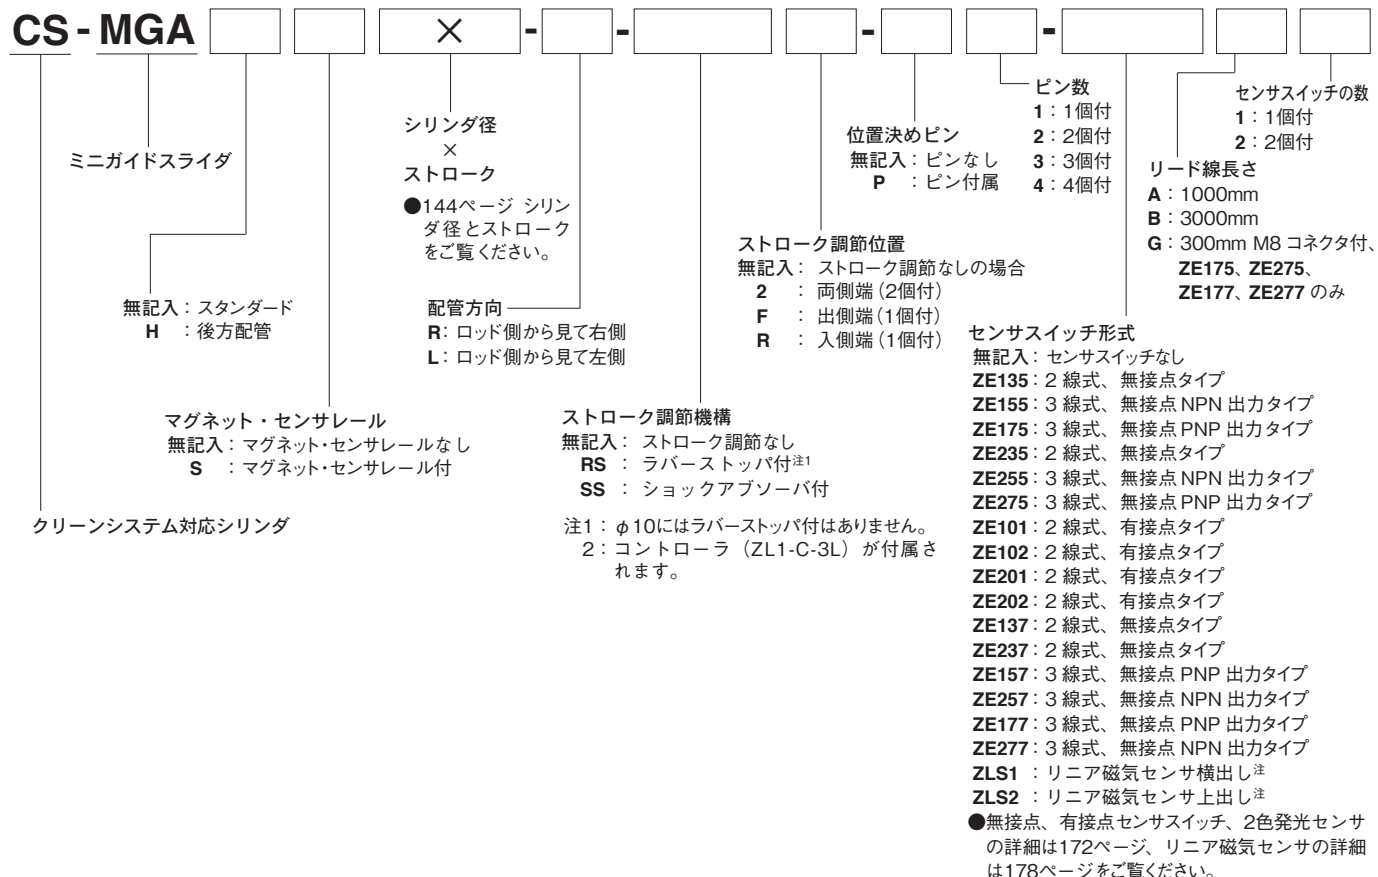 CS - MGA × - - - -
クリーンシステム対応シリンダ
ミニガイドスライダ
無記入：スタンダード
H ：後方配管
マグネット・センサレール
無記入：マグネット・センサレールなし
S ：マグネット・センサレール付
シリンダ径
×
ストローク
●144ページ シリン
ダ径とストローク
をご覧ください。
配管方向
R：ロッド側から見て右側
L：ロッド側から見て左側
ストローク調節機構
無記入： ストローク調節なし
RS ： ラバーストッパ付注1
SS ： ショックアブソーバ付
注1：φ10にはラバーストッパ付はありません。
2：コントローラ（ZL1-C-3L）が付属さ
れます。
ストローク調節位置
無記入： ストローク調節なしの場合
2 ： 両側端（2個付）
F ： 出側端（1個付）
R ： 入側端（1個付）
位置決めピン
無記入：ピンなし
P ：ピン付属
ピン数
1：1個付
2：2個付
3：3個付
4：4個付
センサスイッチ形式
無記入：センサスイッチなし
ZE135：2 線式、無接点タイプ
ZE155：3 線式、無接点 NPN 出力タイプ
ZE175：3 線式、無接点 PNP 出力タイプ
ZE235：2 線式、無接点タイプ
ZE255：3 線式、無接点 NPN 出力タイプ
ZE275：3 線式、無接点 PNP 出力タイプ
ZE101：2 線式、有接点タイプ
ZE102：2 線式、有接点タイプ
ZE201：2 線式、有接点タイプ
ZE202：2 線式、有接点タイプ
ZE137：2 線式、無接点タイプ
ZE237：2 線式、無接点タイプ
ZE157：3 線式、無接点 PNP 出力タイプ
ZE257：3 線式、無接点 NPN 出力タイプ
ZE177：3 線式、無接点 PNP 出力タイプ
ZE277：3 線式、無接点 NPN 出力タイプ
ZLS1 ：リニア磁気センサ横出し注
ZLS2 ：リニア磁気センサ上出し注
●無接点、有接点センサスイッチ、2色発光センサ
の詳細は172ページ、リニア磁気センサの詳細
は178ページをご覧ください。
リード線長さ
A：1000mm
B：3000mm
G：300mm M8 コネクタ付、
ZE175、ZE275、
ZE177、ZE277 のみ
センサスイッチの数
1：1個付
2：2個付